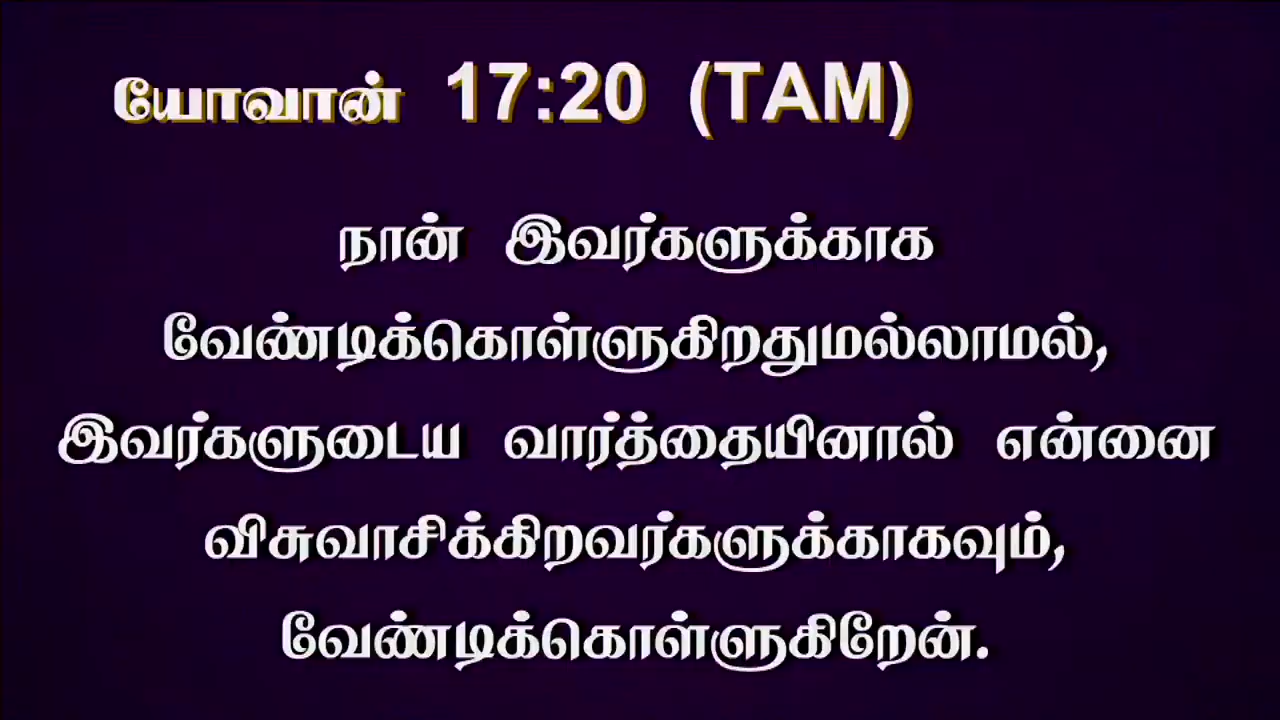 யோவான் 17:20 (TAM)
நான் இவர்களுக்காக
வேண்டிக்கொள்ளுகிறதுமல்லாமல்,
இவர்களுடைய வார்த்தையினால் என்னை
விசுவாசிக்கிறவர்களுக்காகவும்,
வேண்டிக்கொள்ளுகிறேன்.